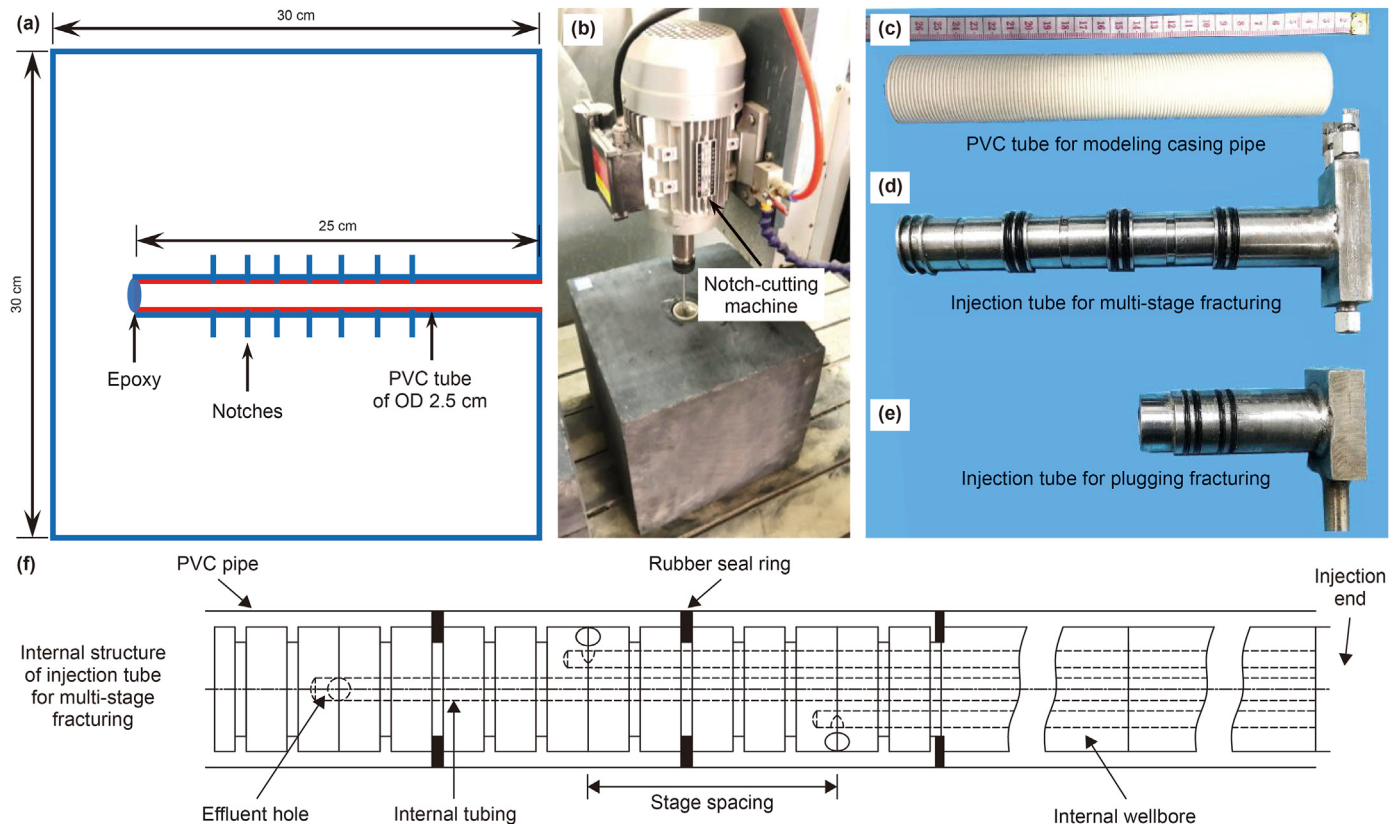 (a)
30 cm
30 cm
25 cm
Epoxy
Notches
PVC tube
of OD 2.5 cm
(b)
Notch-cutting
machine
(c)
PVC tube for modeling casing pipe
(d)
Injection tube for multi-stage fracturing
(e)
Injection tube for plugging fracturing
(f)
PVC pipe
Rubber seal ring
Injection
end
Internal structure
of injection tube
for multi-stage
fracturing
Effluent hole
Internal tubing
Stage spacing
Internal wellbore